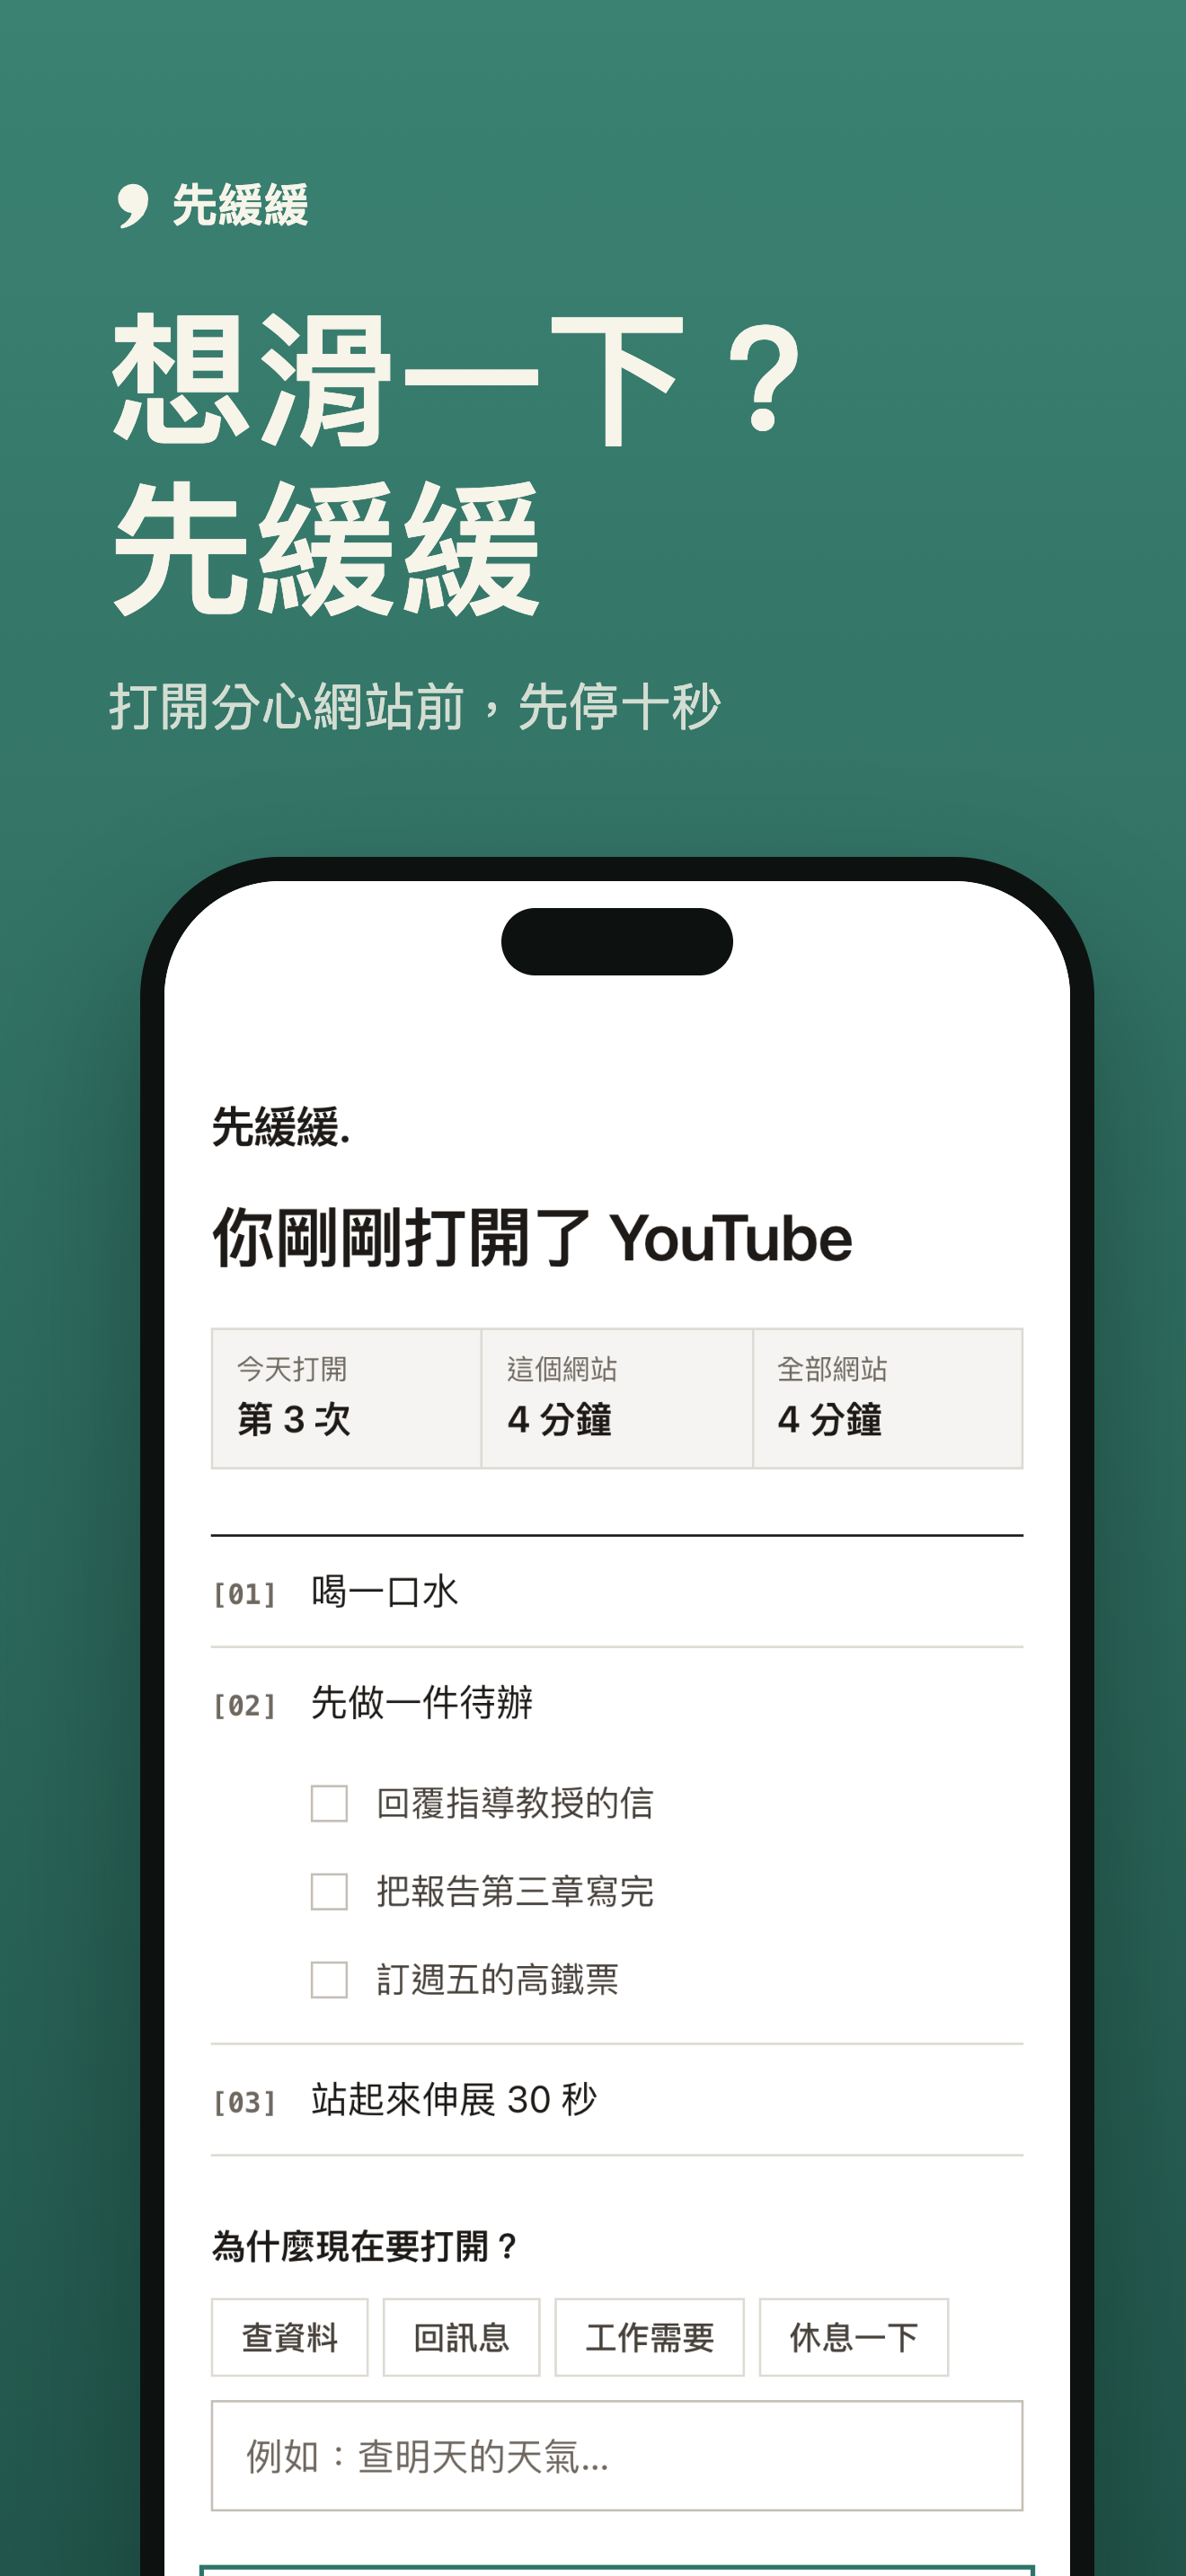 先緩緩
想滑一下？
先緩緩
打開分心網站前，先停十秒
先緩緩.
你剛剛打開了 YouTube
今天打開 這個網站 全部網站
第 3 次 4 分鐘 4 分鐘
[01] 喝一口水
[02] 先做一件待辦
回覆指導教授的信
把報告第三章寫完
訂週五的高鐵票
[03] 站起來伸展 30 秒
為什麼現在要打開？
查資料 回訊息 工作需要 休息一下
例如：查明天的天氣...